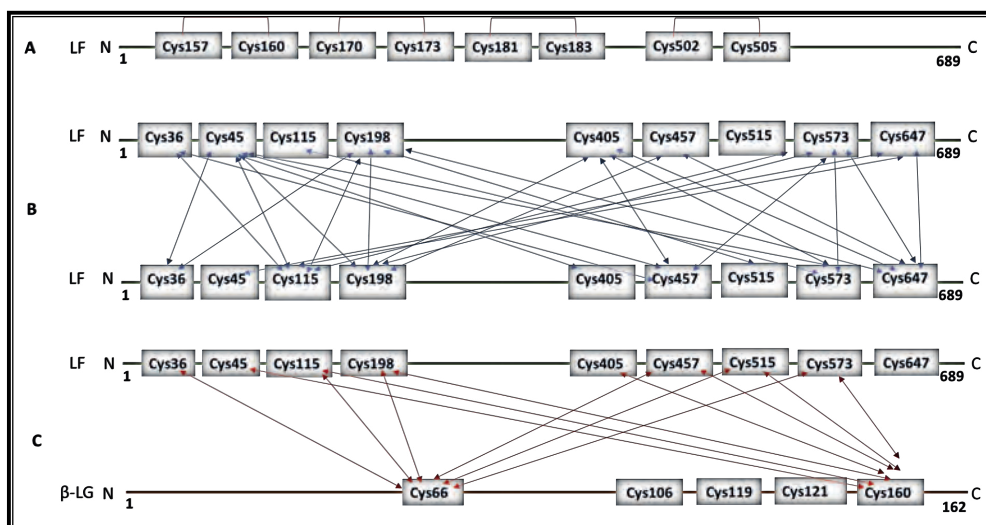 A LF N Cys157 Cys160 Cys170 Cys173 Cys181 Cys183 Cys502 Cys505 C
1 689
LF N Cys36 Cys45 Cys115 Cys198 Cys405 Cys457 Cys515 Cys573 Cys647 C
1 689
B
LF N Cys36 Cys45 Cys115 Cys198 Cys405 Cys457 Cys515 Cys573 Cys647 C
1 689
LF N Cys36 Cys45 Cys115 Cys198 Cys405 Cys457 Cys515 Cys573 Cys647 C
1 689
C
β-LG N Cys66 Cys106 Cys119 Cys121 Cys160 C
1 162